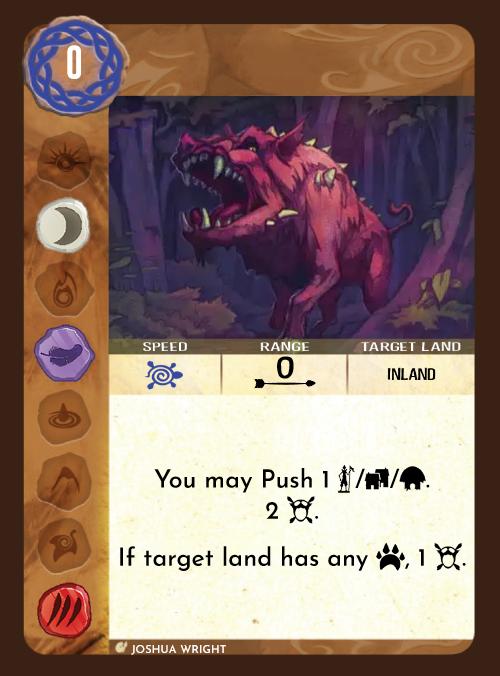 0
SPEED RANGE TARGET LAND
0 INLAND
You may Push 1 / / .
2 .
If target land has any , 1 .
JOSHUA WRIGHT